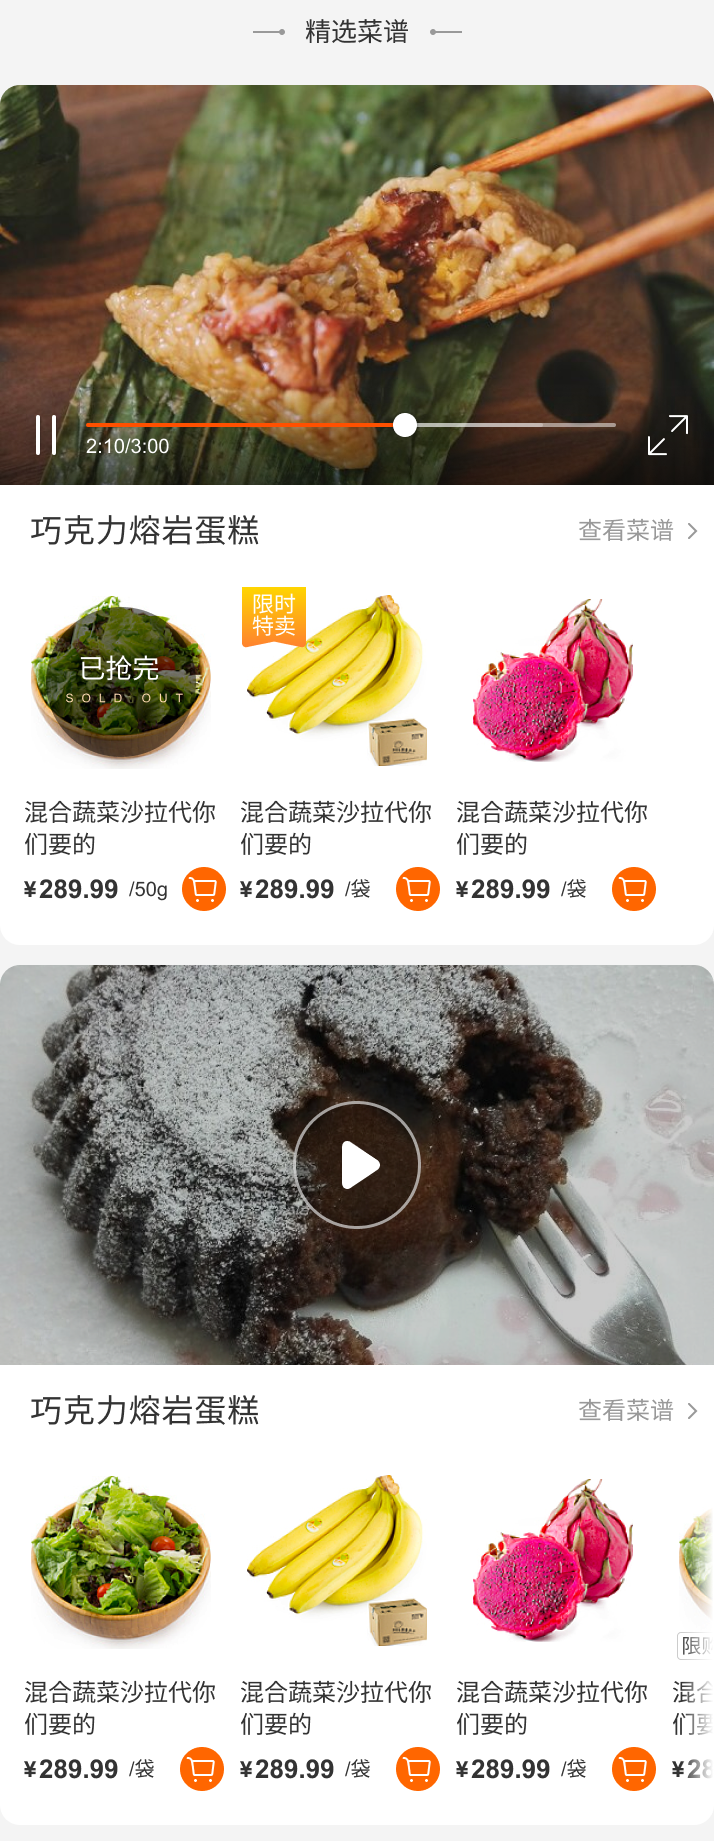 精选菜谱
2:10/3:00
巧克力熔岩蛋糕
查看菜谱
已抢完
SOLD OUT
限时
特卖
混合蔬菜沙拉代你
们要的
¥289.99 /50g
混合蔬菜沙拉代你
们要的
¥289.99 /袋
混合蔬菜沙拉代你
们要的
¥289.99 /袋
巧克力熔岩蛋糕
查看菜谱
混合蔬菜沙拉代你
们要的
¥289.99 /袋
混合蔬菜沙拉代你
们要的
¥289.99 /袋
混合蔬菜沙拉代你
们要的
¥289.99 /袋
限购
混合
们要
¥28